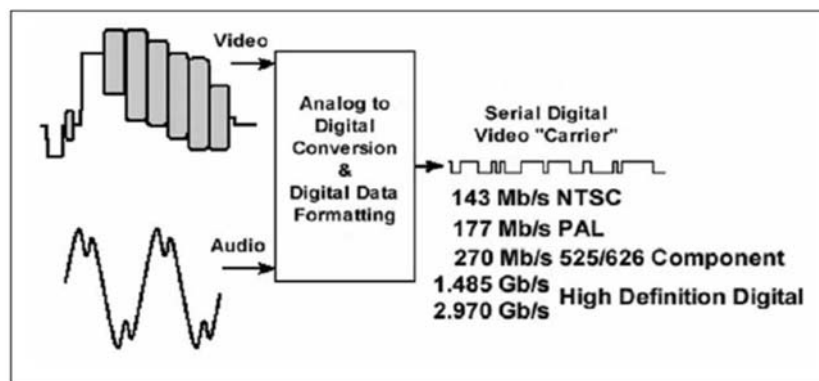 Video
Analog to
Digital
Conversion
&
Digital Data
Formatting
Audio
Serial Digital
Video "Carrier"
143 Mb/s NTSC
177 Mb/s PAL
270 Mb/s 525/626 Component
1.485 Gb/s
2.970 Gb/s
High Definition Digital